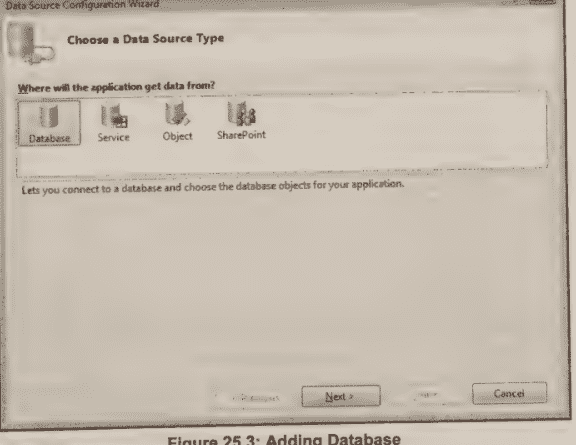 Data Source Configuration Wizard
Choose a Data Source Type
Where will the application get data from?
Database Service Object SharePoint
Lets you connect to a database and choose the database objects for your application.
Next > Cancel
Figure 25.3: Adding Database